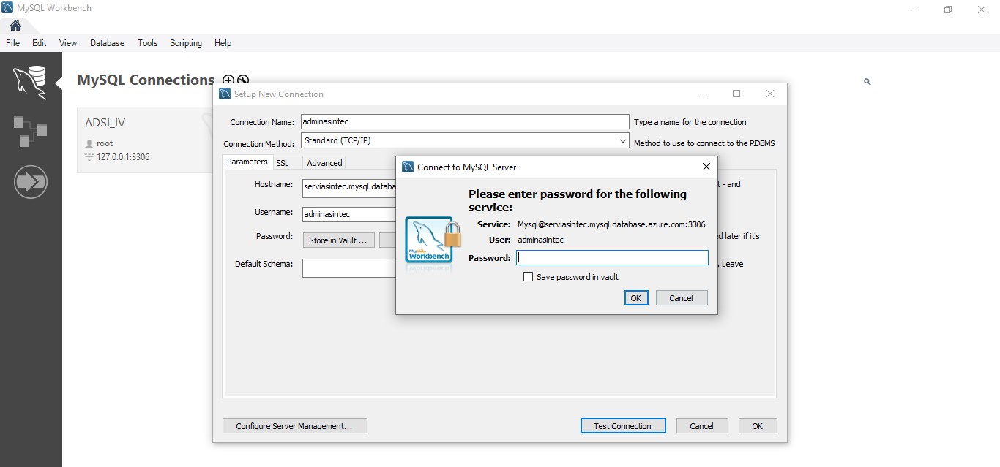 MySQL Workbench
File Edit View Database Tools Scripting Help
MySQL Connections
ADSI_IV
root
127.0.0.1:3306
Setup New Connection
Connection Name: adminasintec Type a name for the connection
Connection Method: Standard (TCP/IP) Method to use to connect to the RDBMS
Parameters SSL Advanced
Hostname: serviasintec.mysql.databa t - and
Username: adminasintec
Password: Store in Vault ... d later if it's
Default Schema: . Leave
Connect to MySQL Server
Please enter password for the following
service:
Service: Mysql@serviasintec.mysql.database.azure.com:3306
User: adminasintec
Password:
MySQL
Workbench
Save password in vault
OK Cancel
Configure Server Management... Test Connection Cancel OK